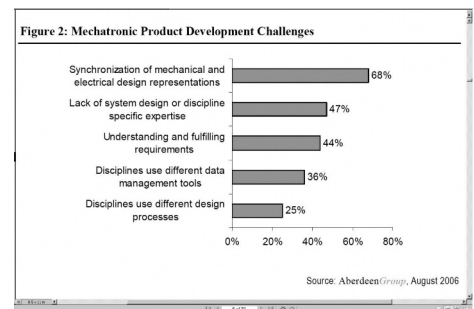 Figure 2: Mechatronic Product Development Challenges
Synchronization of mechanical and
electrical design representations
68%
Lack of system design or discipline
specific expertise
47%
Understanding and fulfilling
requirements
44%
Disciplines use different data
management tools
36%
Disciplines use different design
processes
25%
0% 20% 40% 60% 80%
Source: AberdeenGroup, August 2006